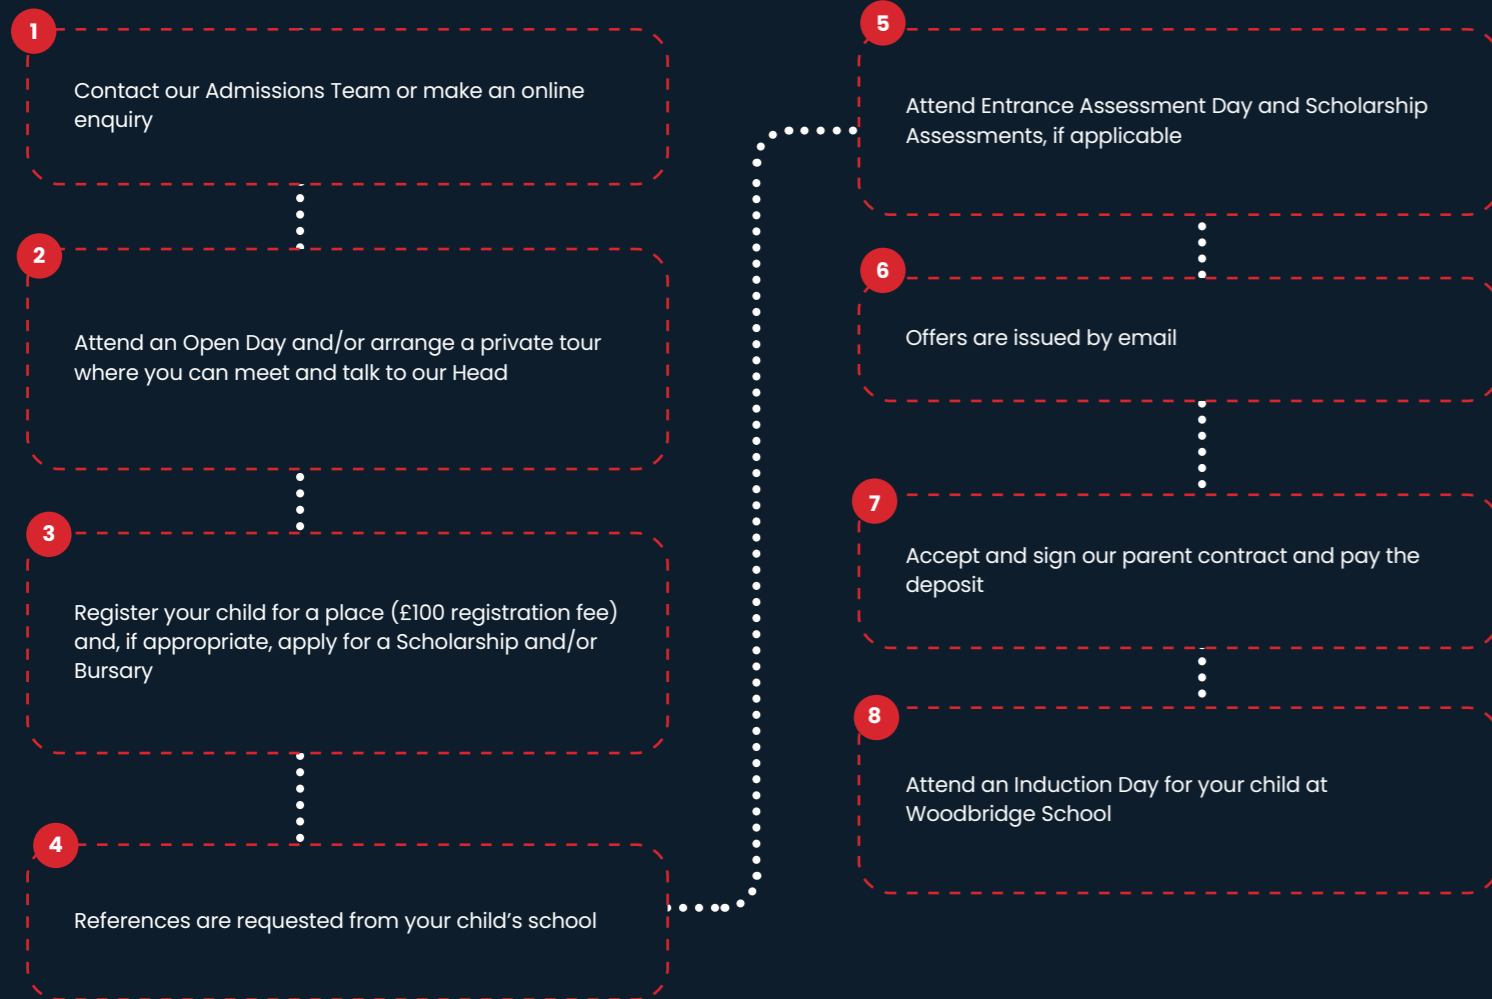 1
Contact our Admissions Team or make an online
enquiry
2
Attend an Open Day and/or arrange a private tour
where you can meet and talk to our Head
3
Register your child for a place (£100 registration fee)
and, if appropriate, apply for a Scholarship and/or
Bursary
4
References are requested from your child’s school
5
Attend Entrance Assessment Day and Scholarship
Assessments, if applicable
6
Offers are issued by email
7
Accept and sign our parent contract and pay the
deposit
8
Attend an Induction Day for your child at
Woodbridge School